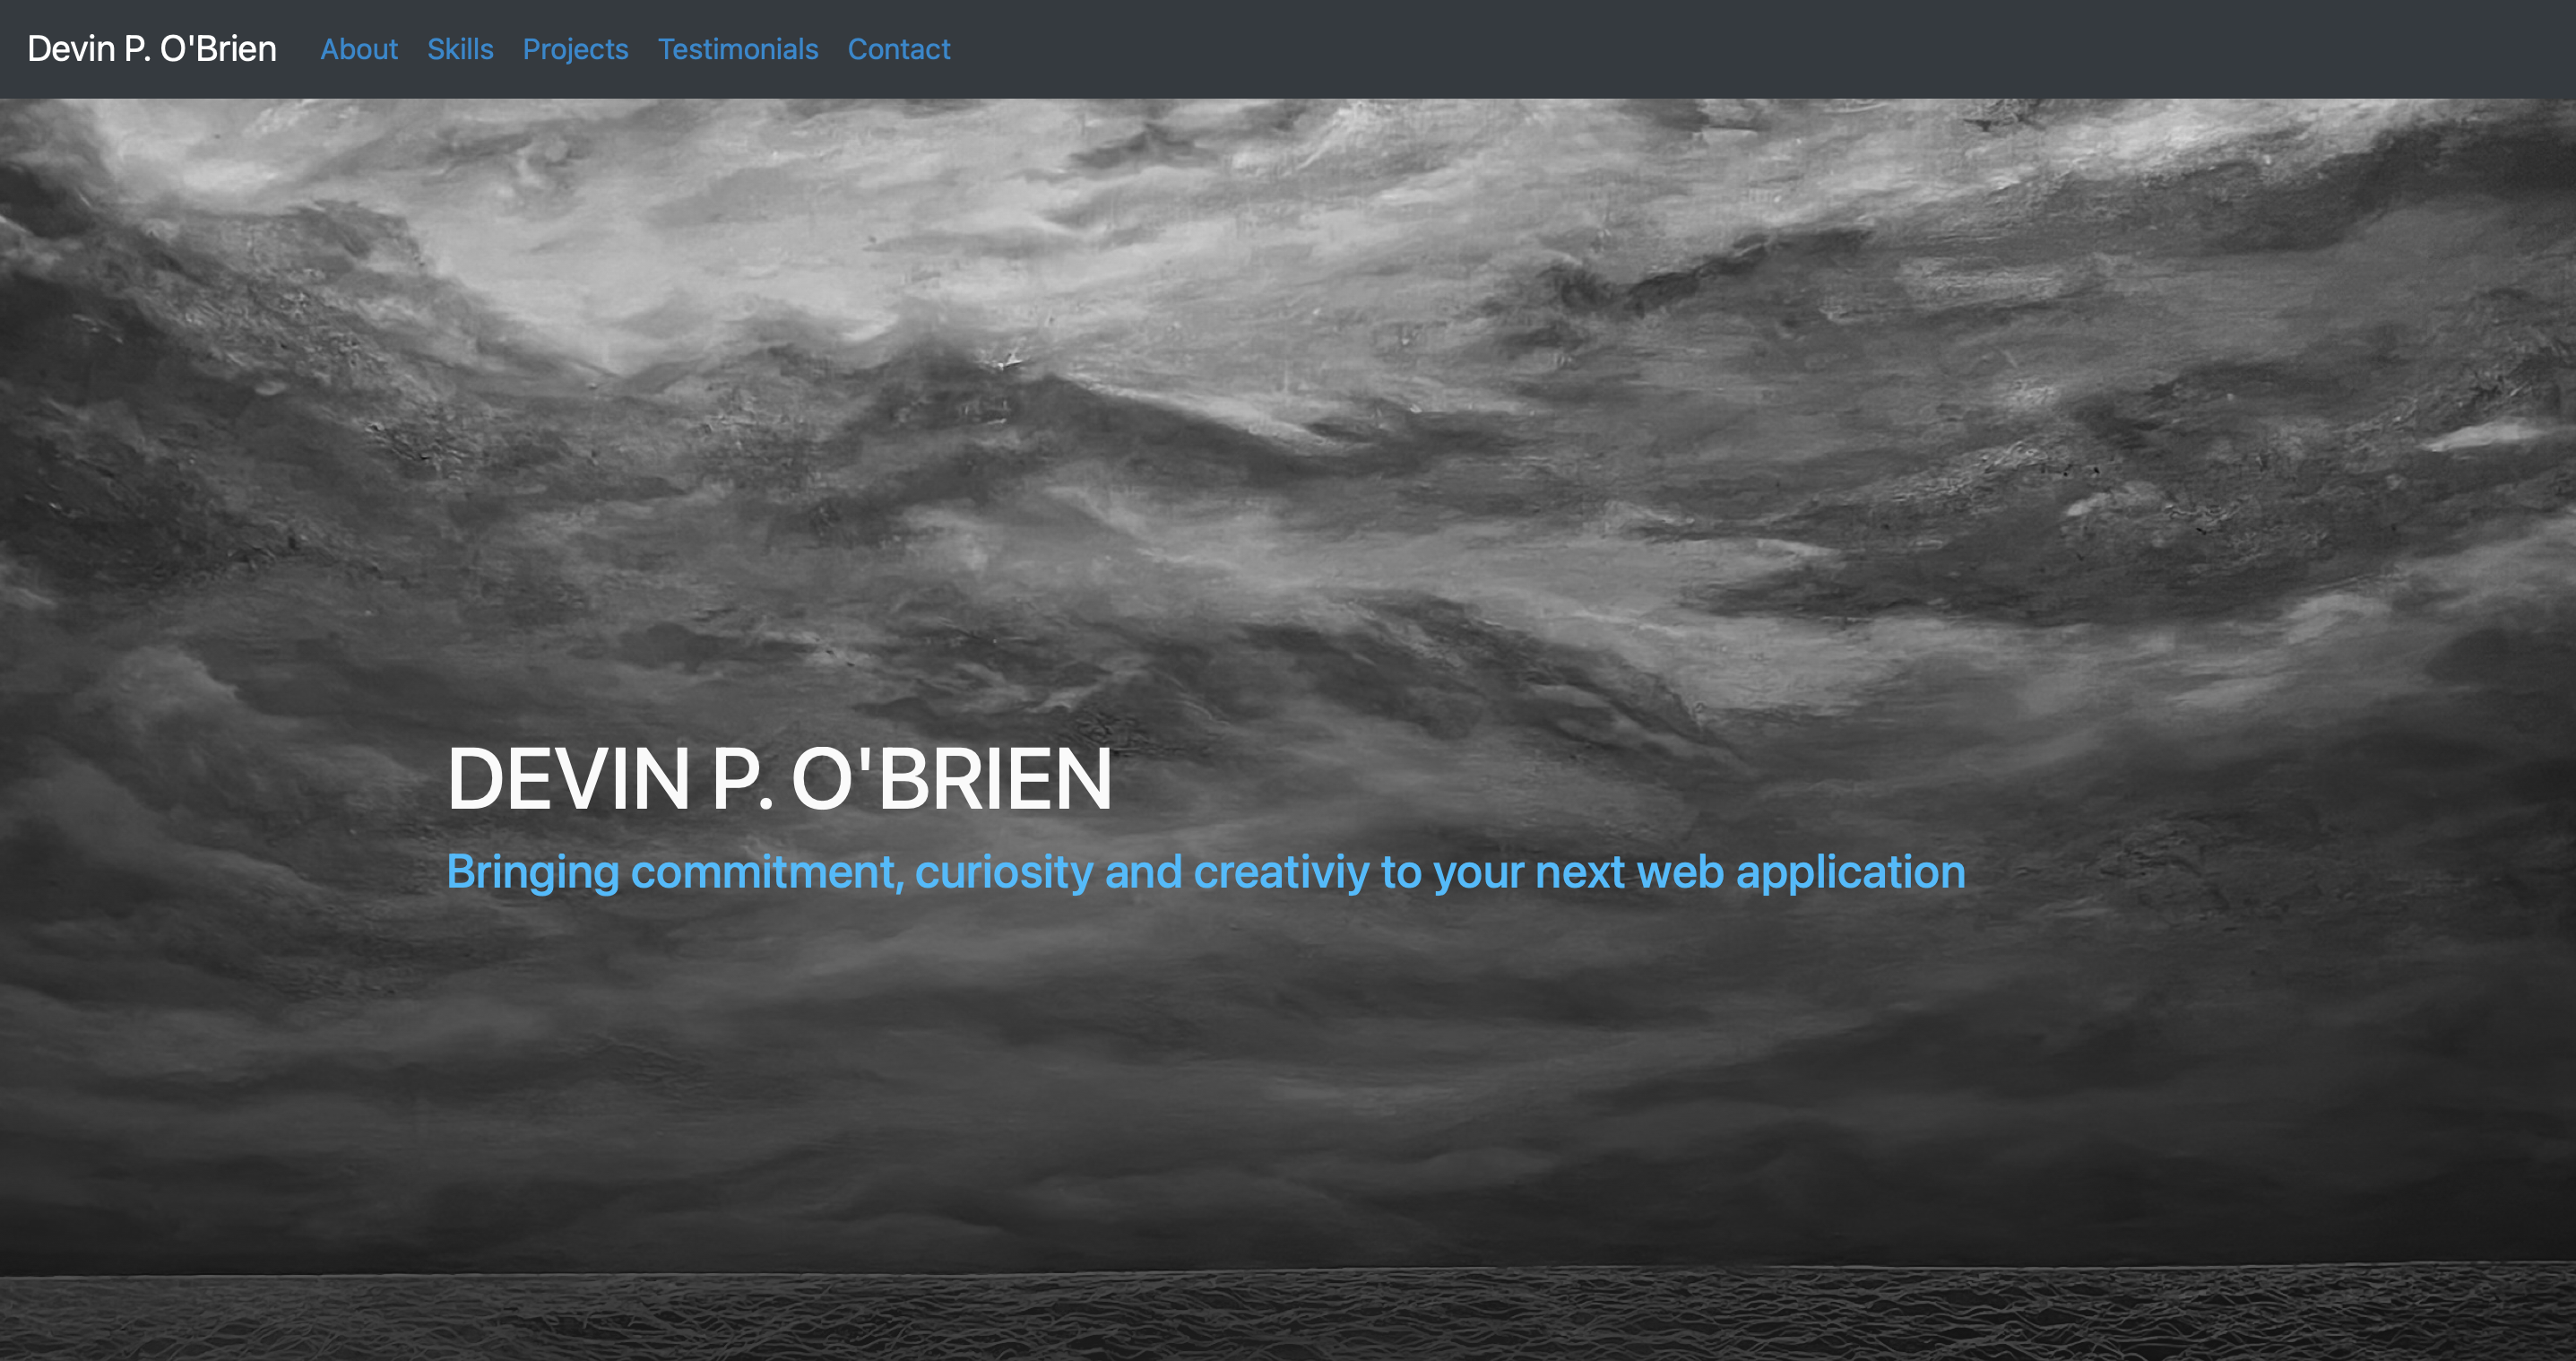 Devin P. O'Brien About Skills Projects Testimonials Contact
DEVIN P. O'BRIEN
Bringing commitment, curiosity and creativiy to your next web application